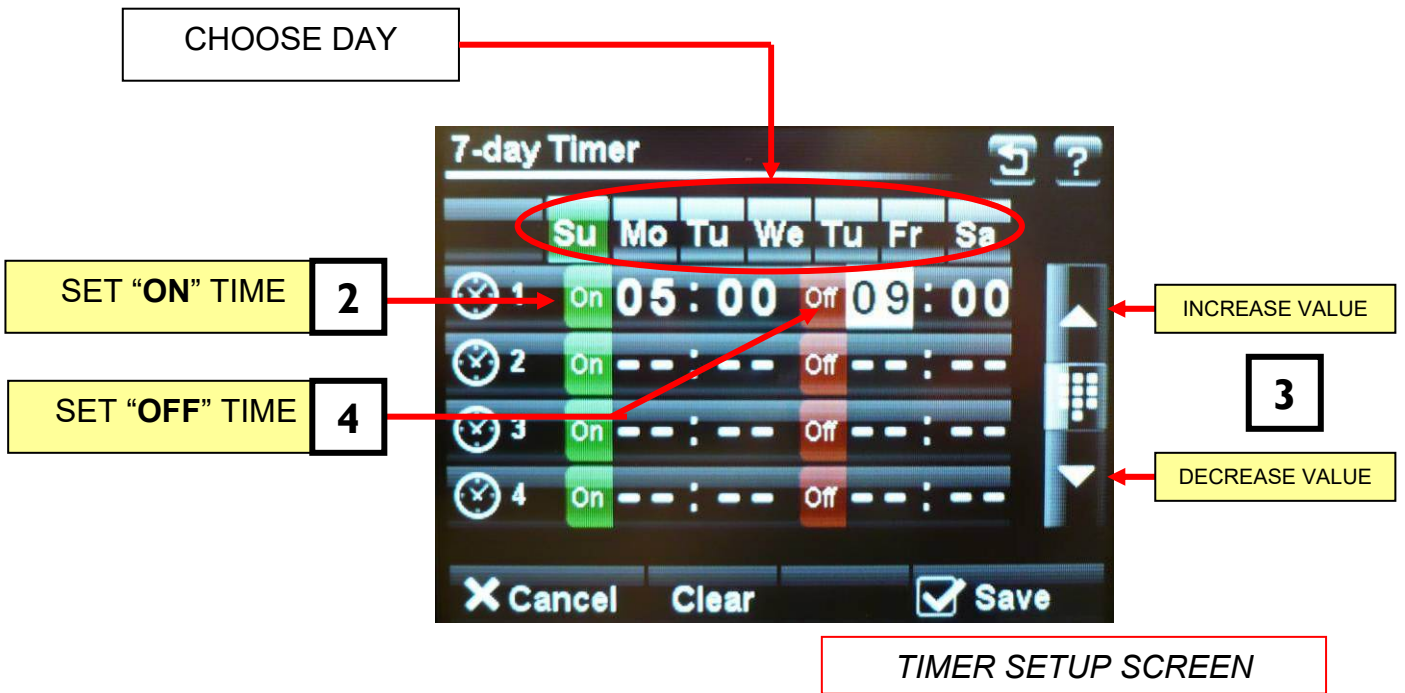 CHOOSE DAY
7-day Timer ?
Su Mo Tu We Tu Fr Sa
SET “ON” TIME 2
1 On 05:00 Off 09:00
INCREASE VALUE
2 On --:-- Off --:--
3
SET “OFF” TIME 4
3 On --:-- Off --:--
DECREASE VALUE
4 On --:-- Off --:--
Cancel Clear Save
TIMER SETUP SCREEN